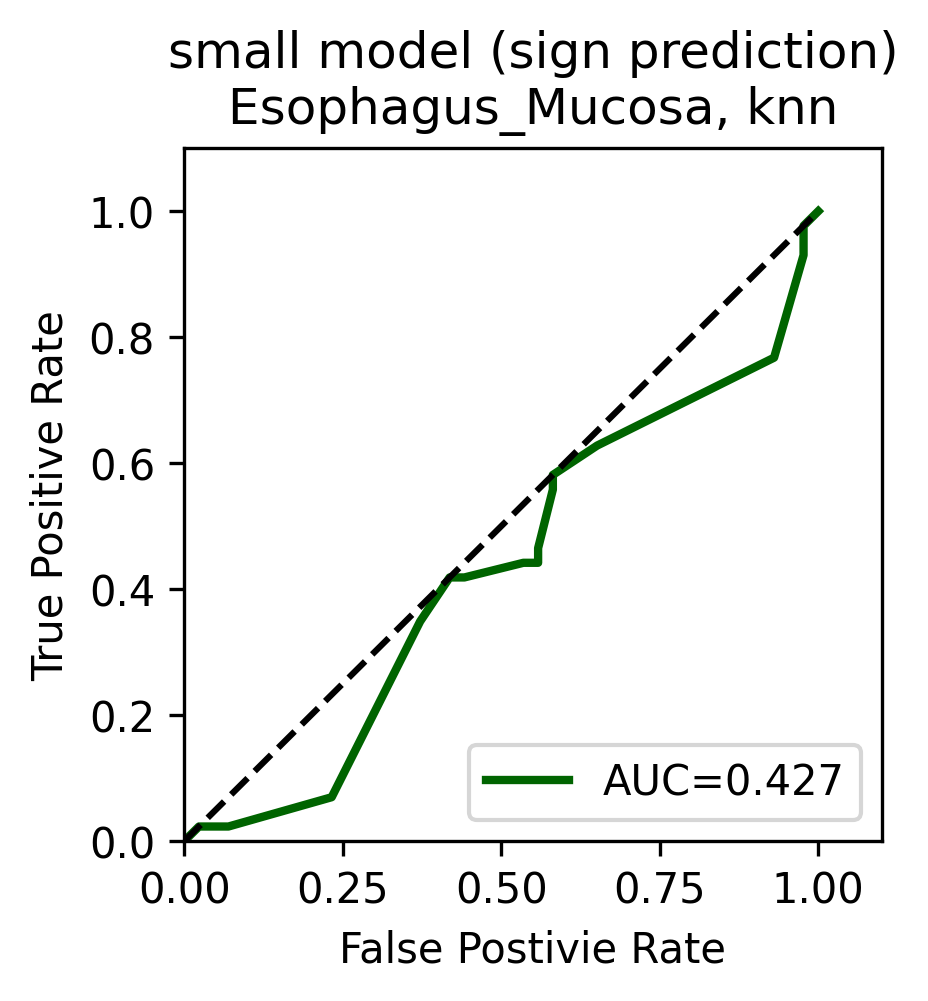 small model (sign prediction)
Esophagus_Mucosa, knn
True Positive Rate
1.0
0.8
0.6
0.4
0.2
0.0
AUC=0.427
0.00 0.25 0.50 0.75 1.00
False Postivie Rate